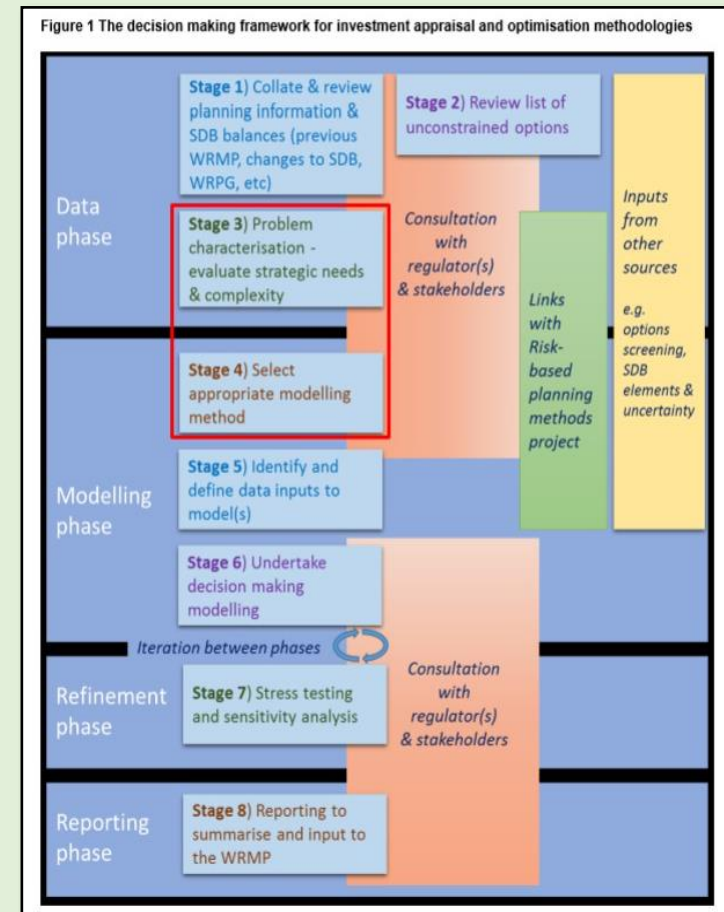 Figure 1 The decision making framework for investment appraisal and optimisation methodologies
Data
phase
Stage 1) Collate & review
planning information &
SDB balances (previous
WRMP, changes to SDB,
WRPG, etc)
Stage 2) Review list of
unconstrained options
Stage 3) Problem
characterisation -
evaluate strategic needs
& complexity
Consultation
with
regulator(s)
& stakeholders
Links
with
Risk-
based
planning
methods
project
Inputs
from
other
sources
e.g.
options
screening,
SDB
elements &
uncertainty
Modelling
phase
Stage 4) Select
appropriate modelling
method
Stage 5) Identify and
define data inputs to
model(s)
Stage 6) Undertake
decision making
modelling
Iteration between phases
Refinement
phase
Stage 7) Stress testing
and sensitivity analysis
Consultation
with
regulator(s)
& stakeholders
Reporting
phase
Stage 8) Reporting to
summarise and input to
the WRMP